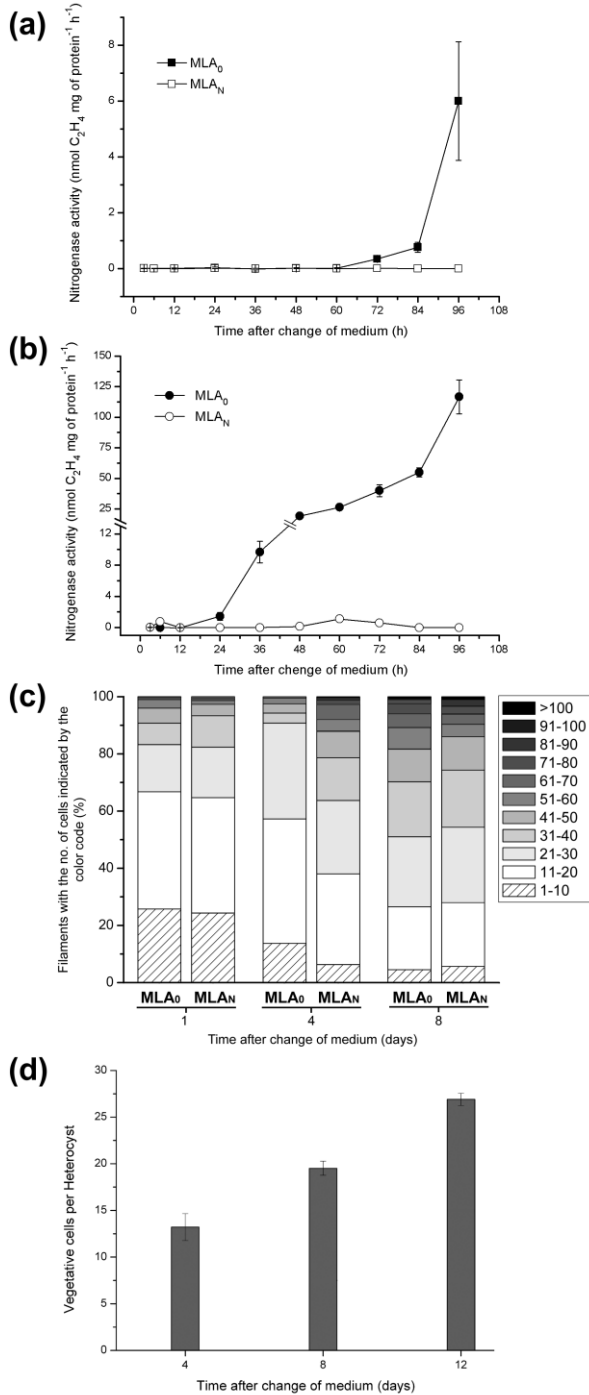 (a)
Nitrogenase activity (nmol C₂H₄ mg of protein⁻¹ h⁻¹)
8
6
4
2
0
MLA₀
MLA_N
0 12 24 36 48 60 72 84 96 108
Time after change of medium (h)
(b)
Nitrogenase activity (nmol C₂H₄ mg of protein⁻¹ h⁻¹)
150
125
100
75
50
25
12
8
4
0
MLA₀
MLA_N
0 12 24 36 48 60 72 84 96 108
Time after chenge of medium (h)
(c)
Filaments with the no. of cells indicated by the
color code (%)
100
80
60
40
20
0
>100
91-100
81-90
71-80
61-70
51-60
41-50
31-40
21-30
11-20
1-10
MLA₀ MLA_N MLA₀ MLA_N MLA₀ MLA_N
1 4 8
Time after change of medium (days)
(d)
Vegetative cells per Heterocyst
30
25
20
15
10
5
0
4 8 12
Time after change of medium (days)